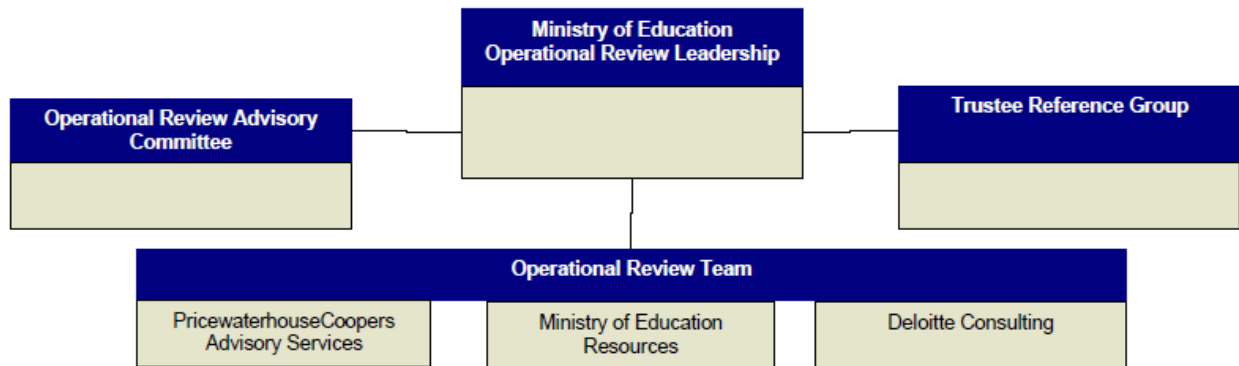 Ministry of Education
Operational Review Leadership
Operational Review Advisory
Committee
Trustee Reference Group
Operational Review Team
PricewaterhouseCoopers
Advisory Services
Ministry of Education
Resources
Deloitte Consulting